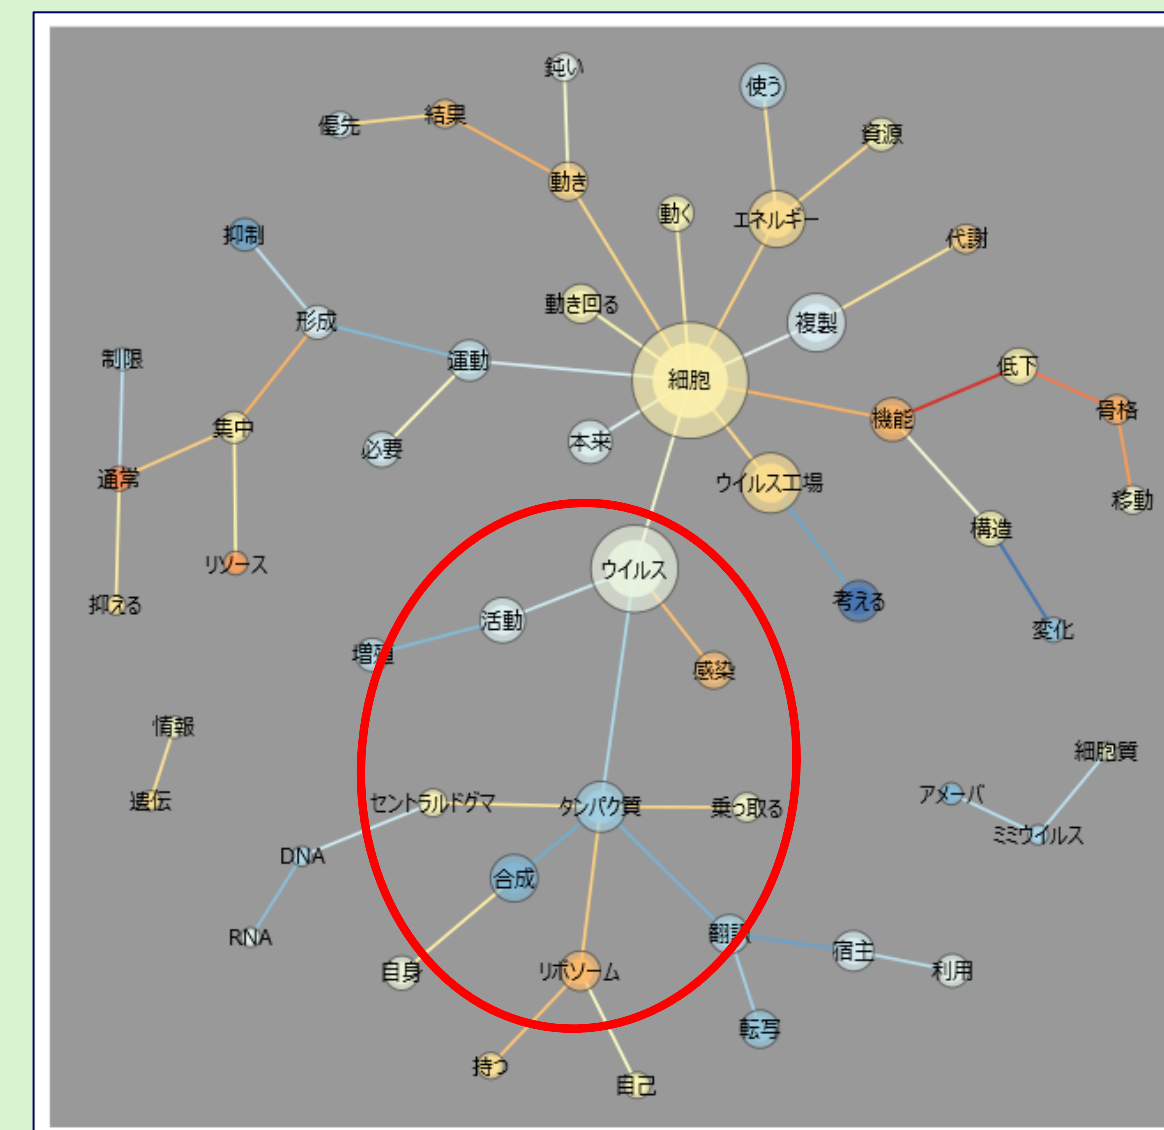 鈍い
使う
優先
結果
資源
動き
動く
エネルギー
抑制
代謝
動き回る
形成
複製
制限
運動
細胞
低下
集中
必要
本来
機能
骨格
通常
ウイルス工場
移動
構造
リソース
ウイルス
抑える
活動
考える
増殖
変化
感染
情報
細胞質
遺伝
セントラルドグマ
タンパク質
乗っ取る
アメーバ
ミミウイルス
DNA
合成
RNA
翻訳
宿主
自身
リボソーム
利用
転写
持つ
自己